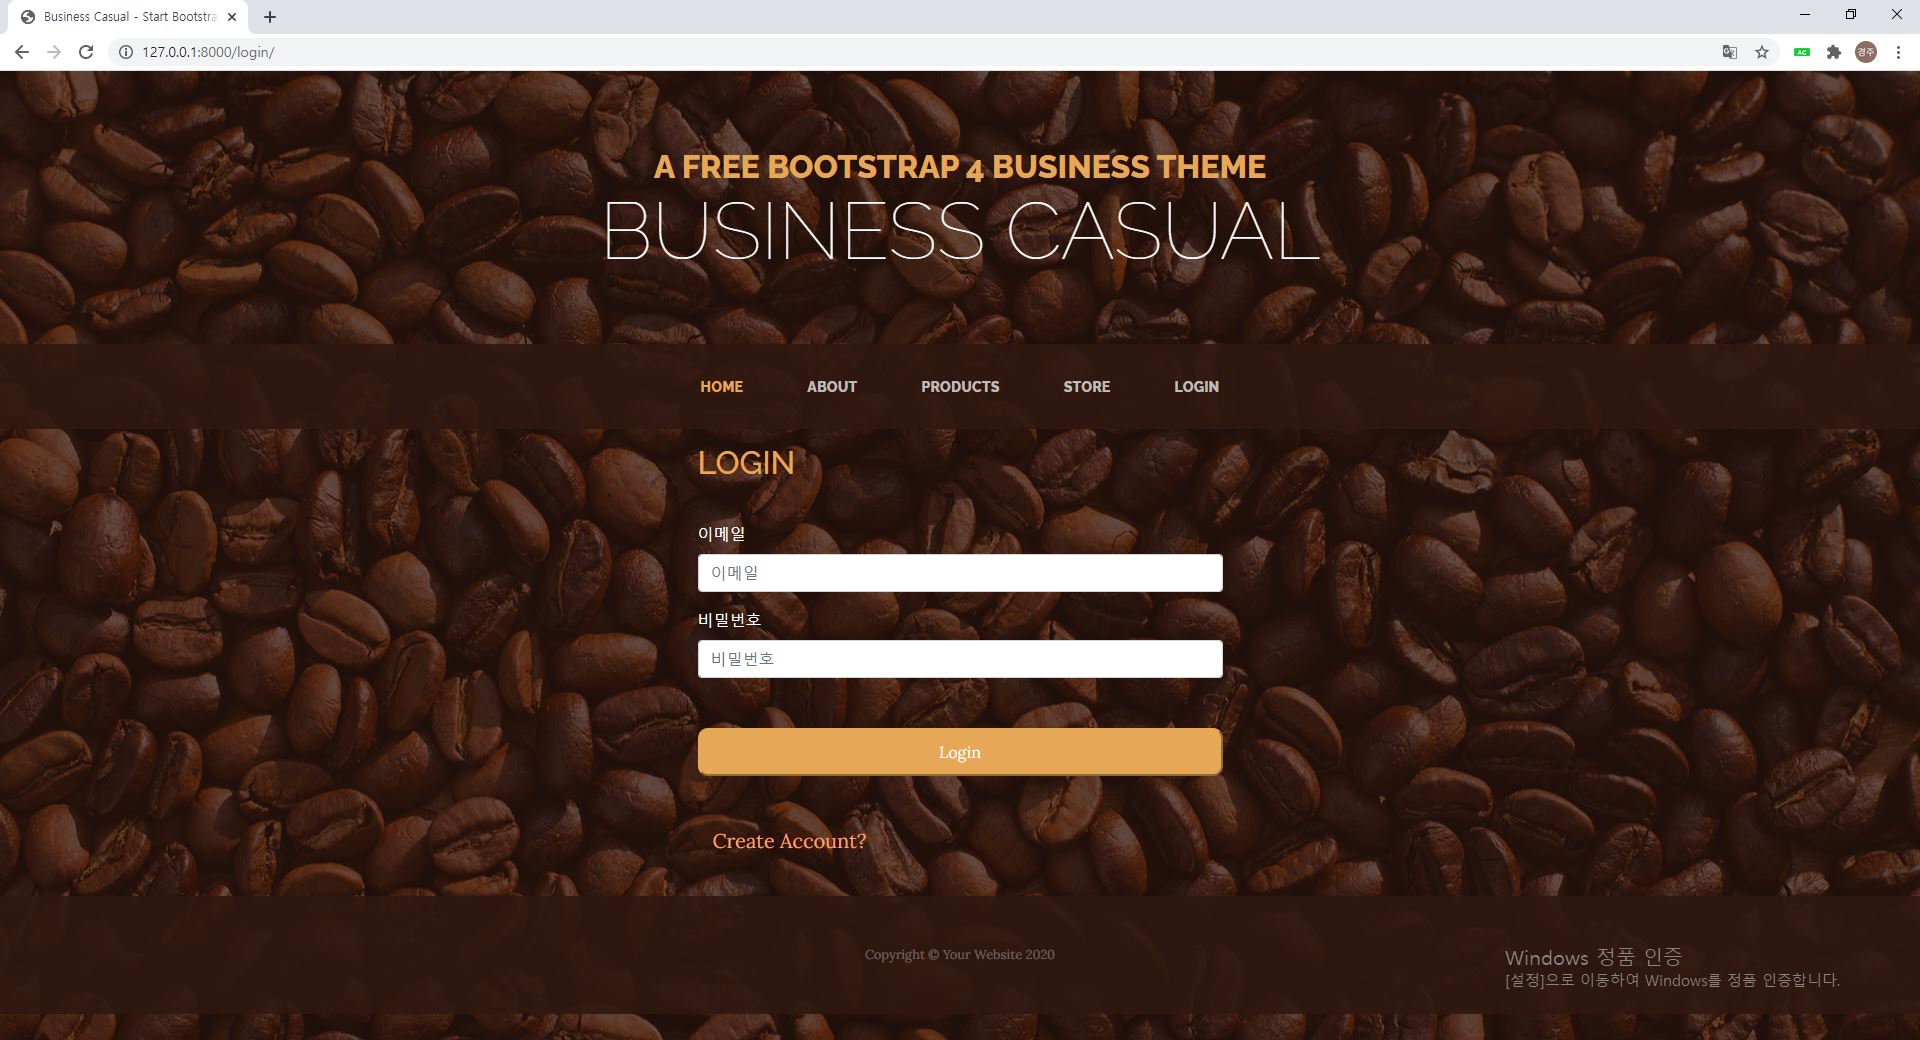 Business Casual - Start Bootstra
127.0.0.1:8000/login/
AC
경주
A FREE BOOTSTRAP 4 BUSINESS THEME
BUSINESS CASUAL
HOME ABOUT PRODUCTS STORE LOGIN
LOGIN
이메일
이메일
비밀번호
비밀번호
Login
Create Account?
Copyright © Your Website 2020
Windows 정품 인증
[설정]으로 이동하여 Windows를 정품 인증합니다.